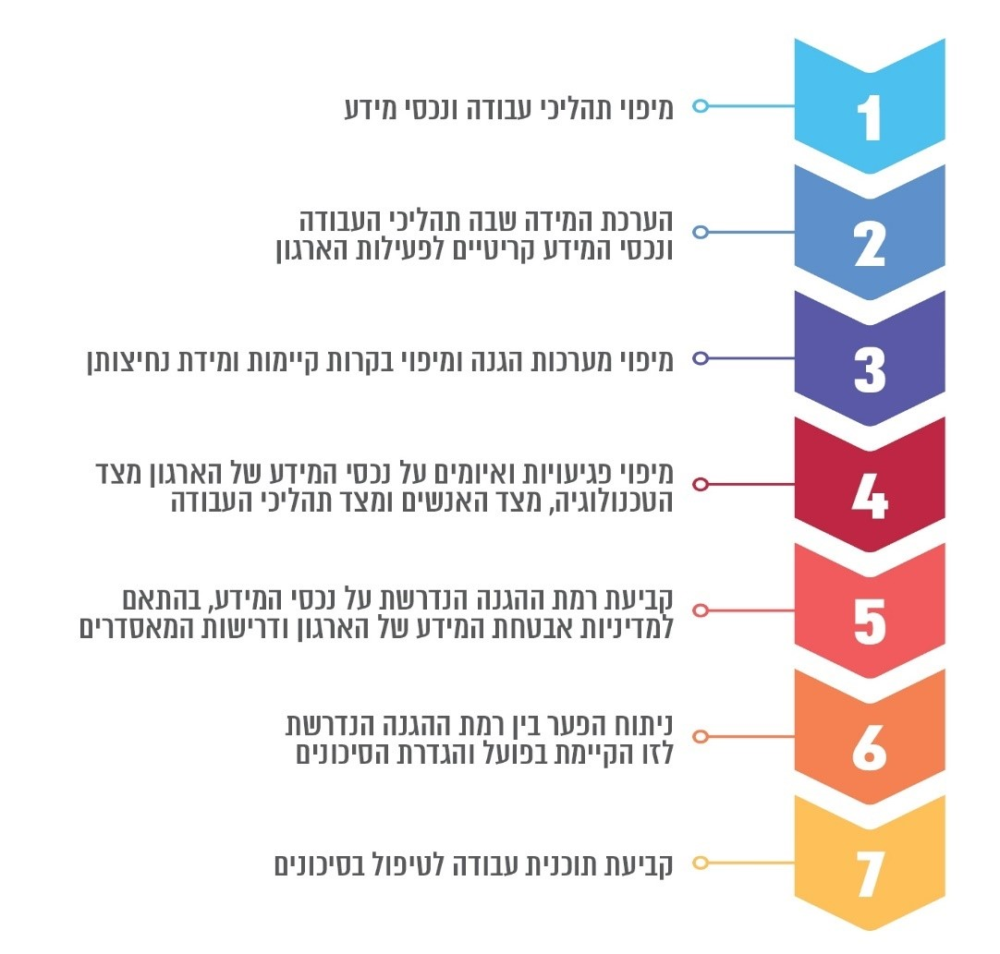 1
מיפוי תהליכי עבודה ונכסי מידע
2
הערכת המידה שבה תהליכי העבודה
ונכסי המידע קריטיים לפעילות הארגון
3
מיפוי מערכות הגנה ומיפוי בקרות קיימות ומידת נחיצותן
4
מיפוי פגיעויות ואיומים על נכסי המידע של הארגון מצד
הטכנולוגיה, מצד האנשים ומצד תהליכי העבודה
5
קביעת רמת ההגנה הנדרשת על נכסי המידע, בהתאם
למדיניות אבטחת המידע של הארגון ודרישות המאסדרים
6
ניתוח הפער בין רמת ההגנה הנדרשת
לזו הקיימת בפועל והגדרת הסיכונים
7
קביעת תוכנית עבודה לטיפול בסיכונים